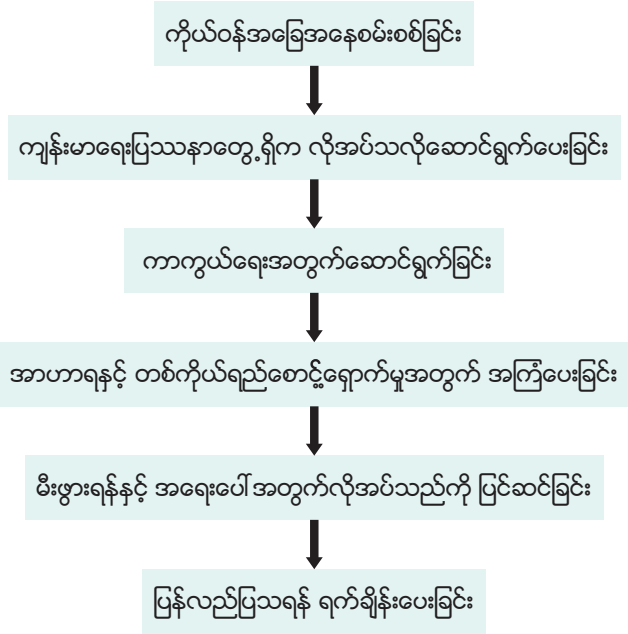 ကိုယ်ဝန်အခြေအနေစမ်းစစ်ခြင်း
ကျန်းမာရေးပြဿနာတွေ့ရှိက လိုအပ်သလိုဆောင်ရွက်ပေးခြင်း
ကာကွယ်ရေးအတွက်ဆောင်ရွက်ခြင်း
အာဟာရနှင့် တစ်ကိုယ်ရည်စောင့်ရှောက်မှုအတွက် အကြံပေးခြင်း
မီးဖွားရန်နှင့် အရေးပေါ်အတွက်လိုအပ်သည်ကို ပြင်ဆင်ခြင်း
ပြန်လည်ပြသရန် ရက်ချိန်းပေးခြင်း